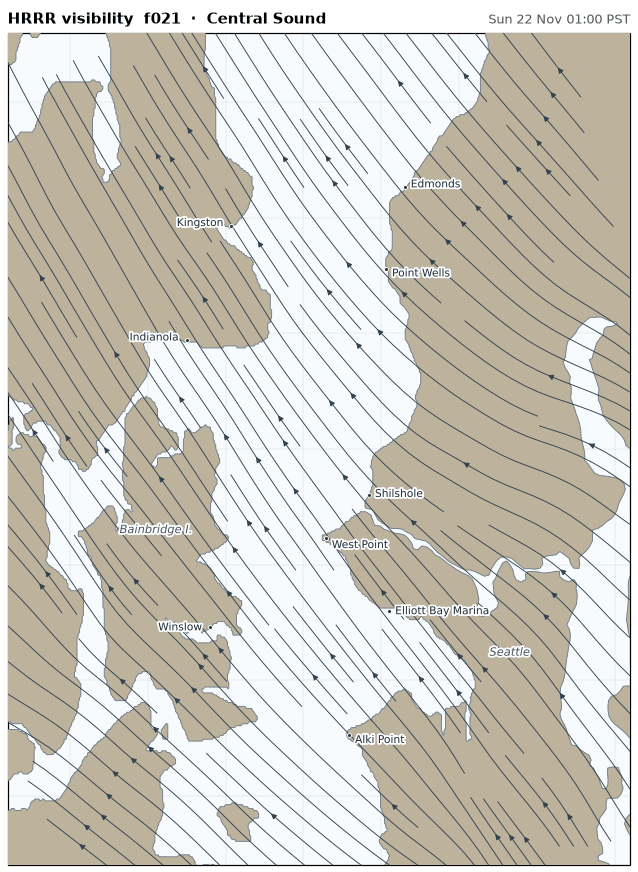 HRRR visibility f021 · Central Sound
Sun 22 Nov 01:00 PST
Edmonds
Kingston
Point Wells
Indianola
Shilshole
Bainbridge I.
West Point
Elliott Bay Marina
Winslow
Seattle
Alki Point